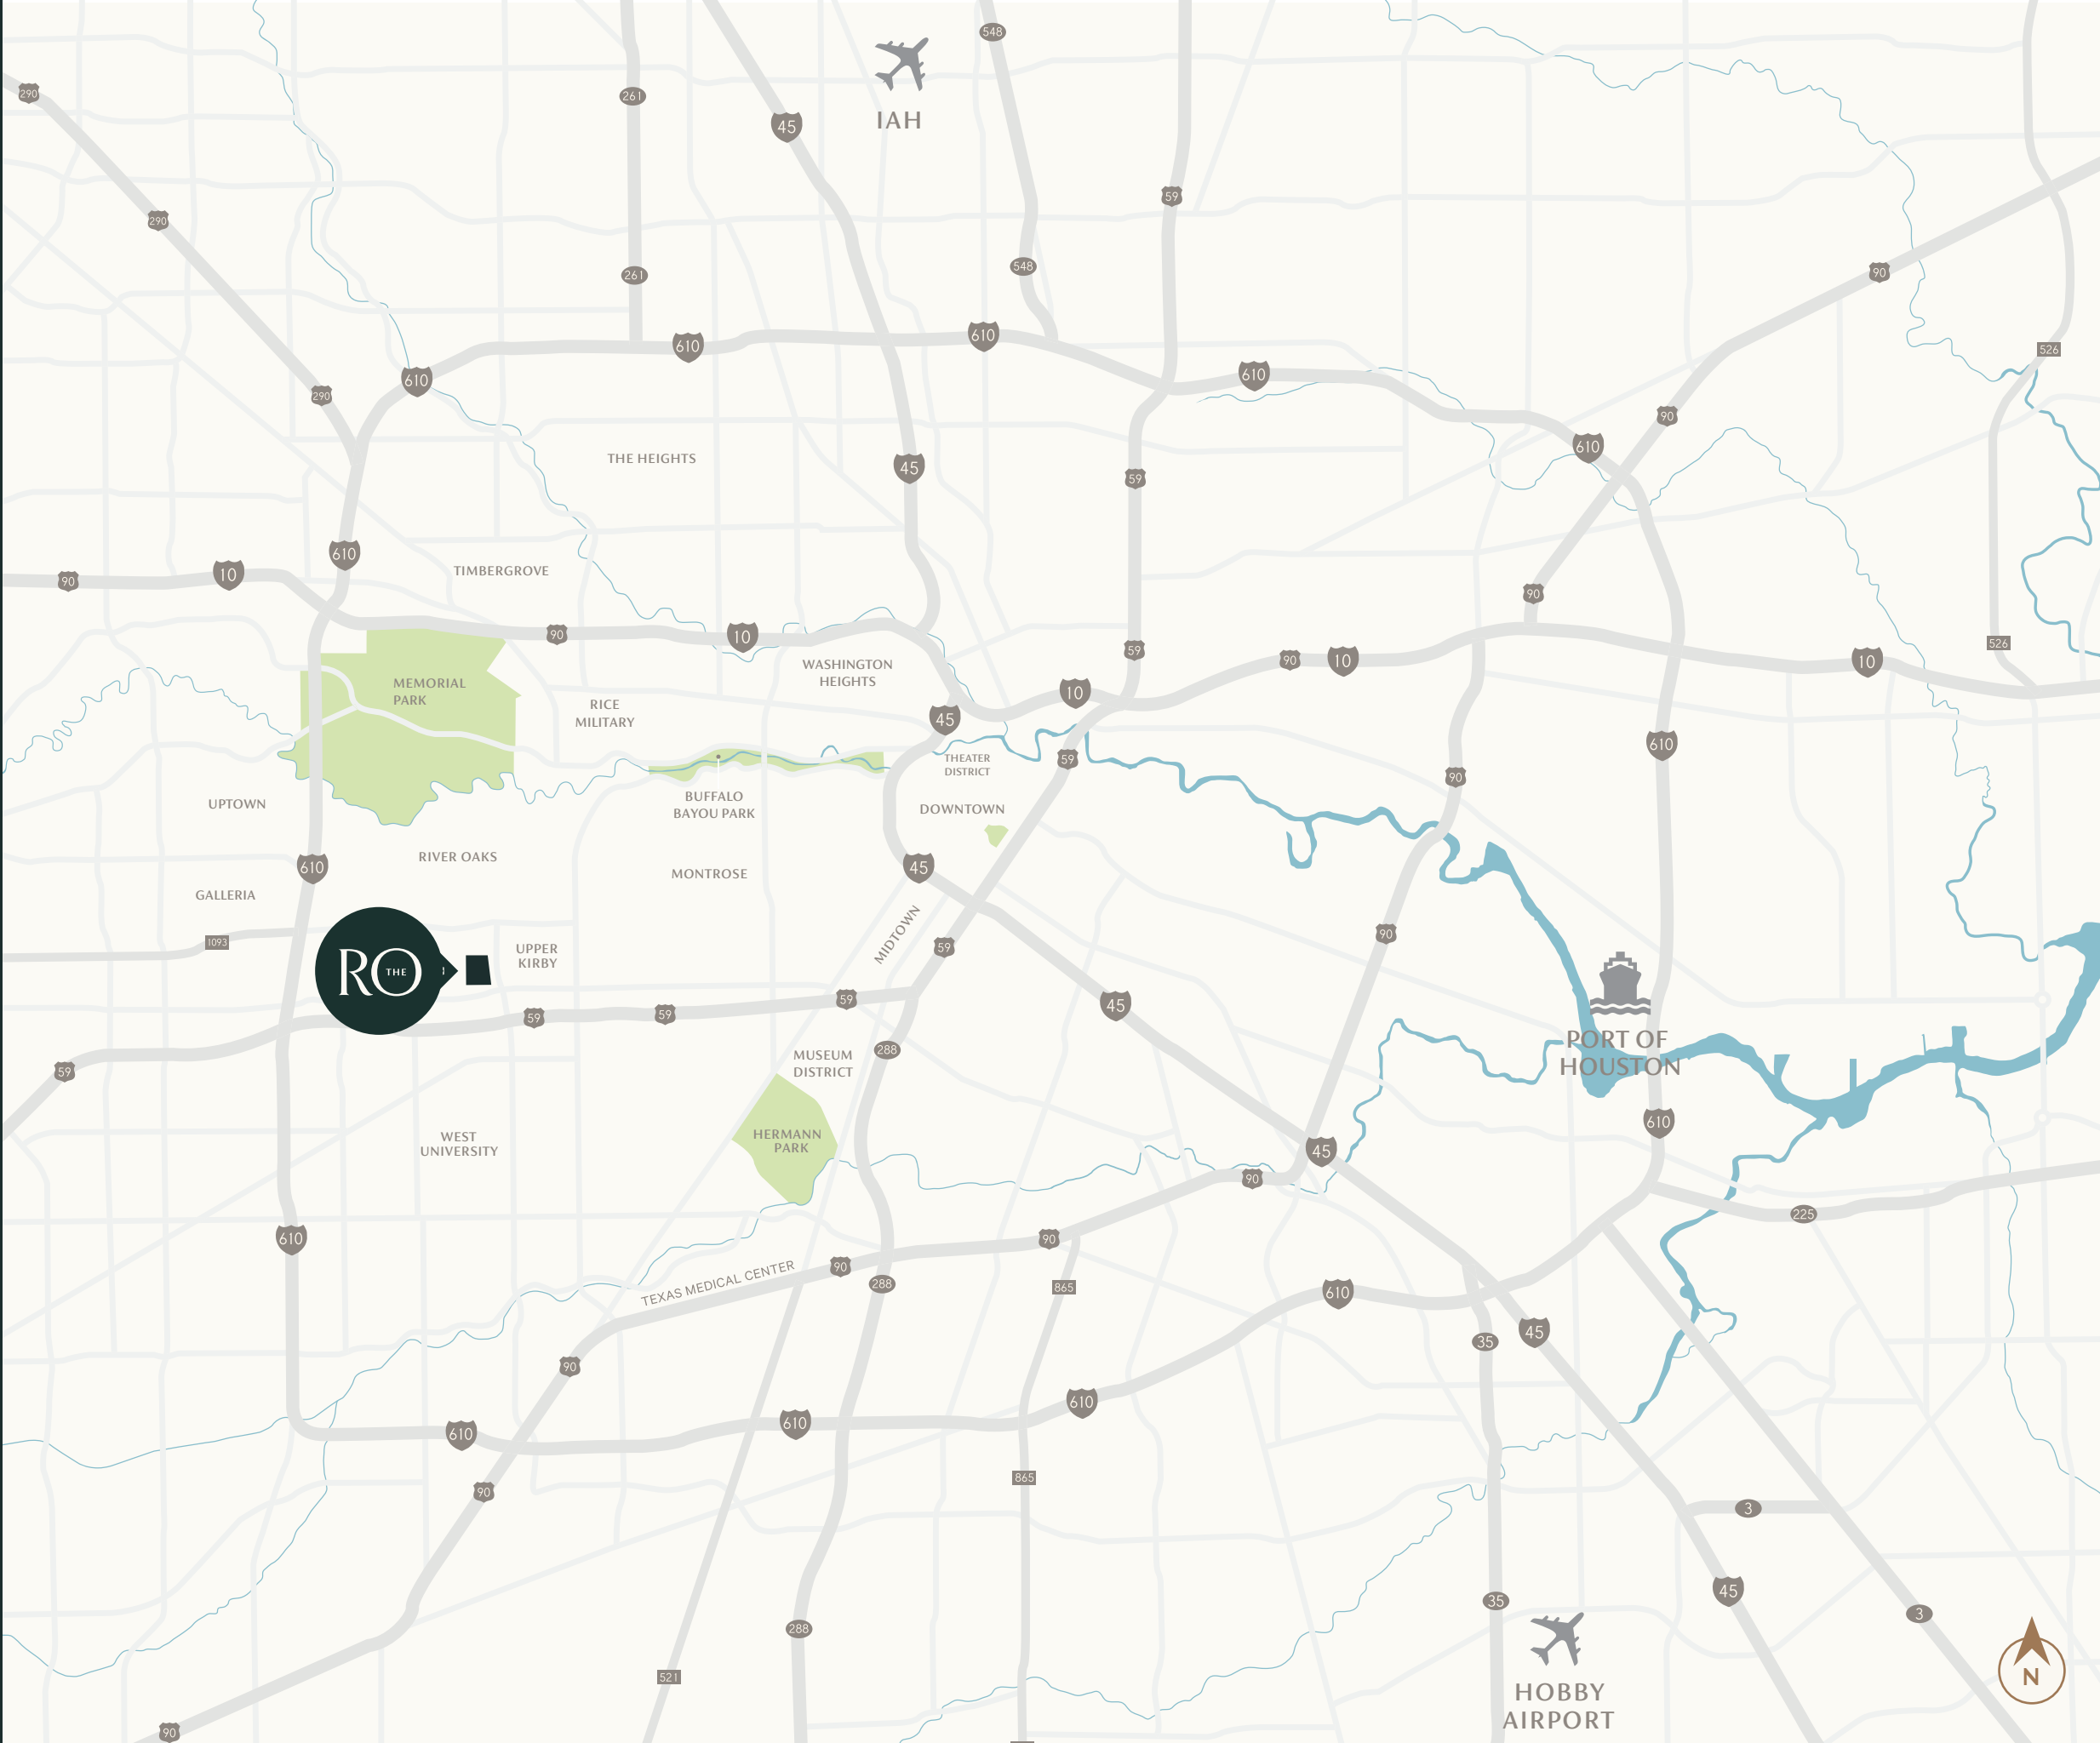 548
IAH
290
261
45
59
290
548
261
90
610
610
526
610
610
290
90
610
THE HEIGHTS
45
59
610
TIMBERGROVE
90
10
90
90
10
526
59
WASHINGTON
HEIGHTS
90
10
10
MEMORIAL
PARK
10
RICE
MILITARY
45
610
59
THEATER
DISTRICT
90
UPTOWN
BUFFALO
BAYOU PARK
DOWNTOWN
RIVER OAKS
610
45
MONTROSE
GALLERIA
MIDTOWN
90
1093
59
UPPER
KIRBY
RO
THE
59
59
59
45
PORT OF
HOUSTON
288
MUSEUM
DISTRICT
59
610
HERMANN
PARK
WEST
UNIVERSITY
45
90
225
610
90
90
TEXAS MEDICAL CENTER
288
865
610
45
35
90
610
610
610
865
90
3
45
35
3
288
521
N
HOBBY
AIRPORT
90